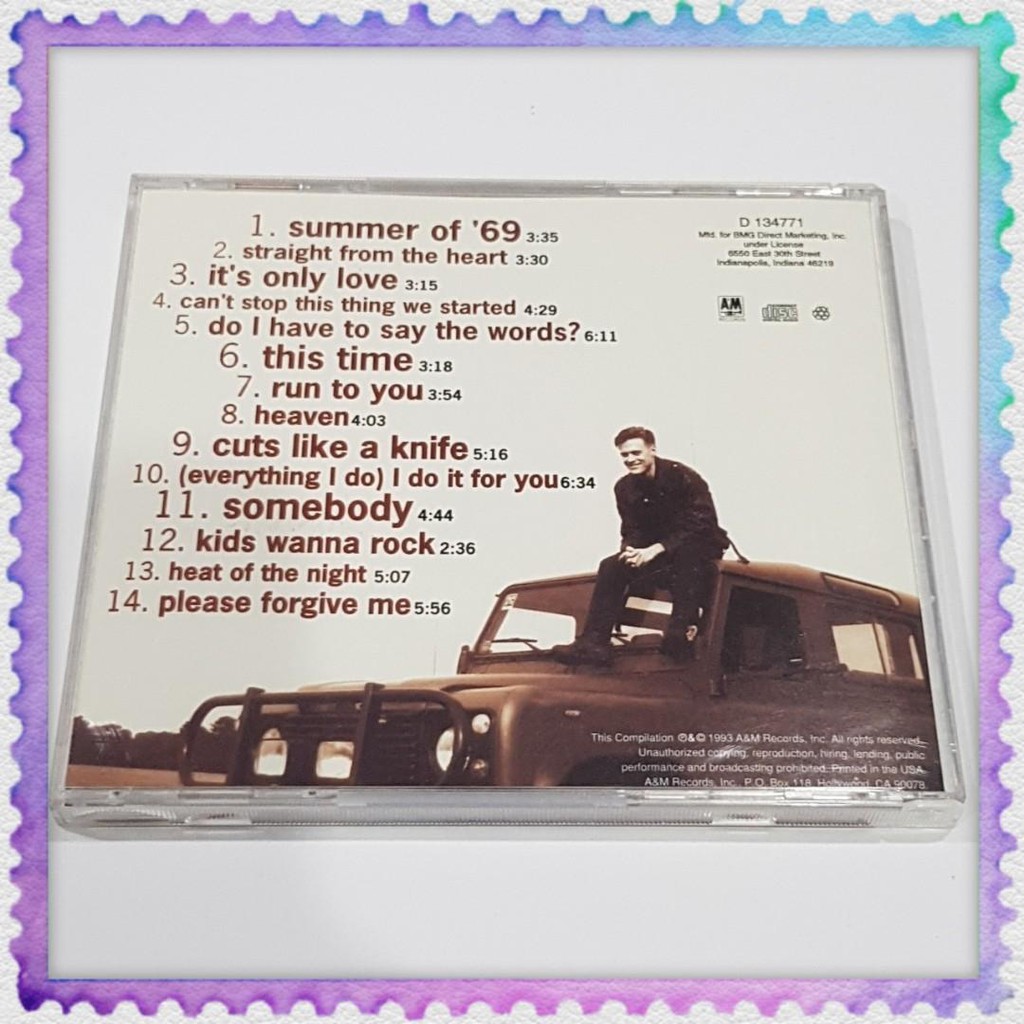 1. summer of '69 3:35
2. straight from the heart 3:30
3. it's only love 3:15
4. can't stop this thing we started 4:29
5. do I have to say the words? 6:11
6. this time 3:18
7. run to you 3:54
8. heaven 4:03
9. cuts like a knife 5:16
10. (everything I do) I do it for you 6:34
11. somebody 4:44
12. kids wanna rock 2:36
13. heat of the night 5:07
14. please forgive me 5:56
D 134771
Mfd. for BMG Direct Marketing, Inc.
under License
6550 East 30th Street
Indianapolis, Indiana 46219
AM
disc
This Compilation ℗&© 1993 A&M Records, Inc. All rights reserved.
Unauthorized copying, reproduction, hiring, lending, public
performance and broadcasting prohibited. Printed in the USA.
A&M Records, Inc., P.O. Box 118, Hollywood, CA 90078.